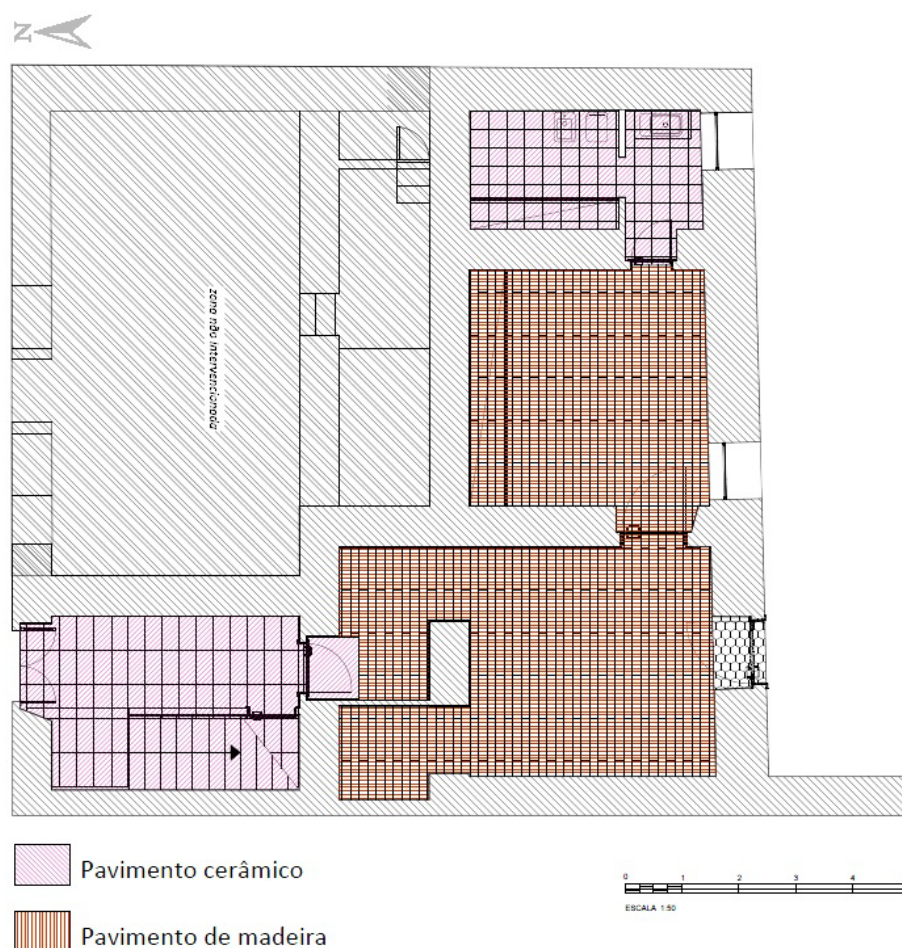 N
zona não intervencionada
Pavimento cerâmico
Pavimento de madeira
0 1 2 3 4
ESCALA 1:50